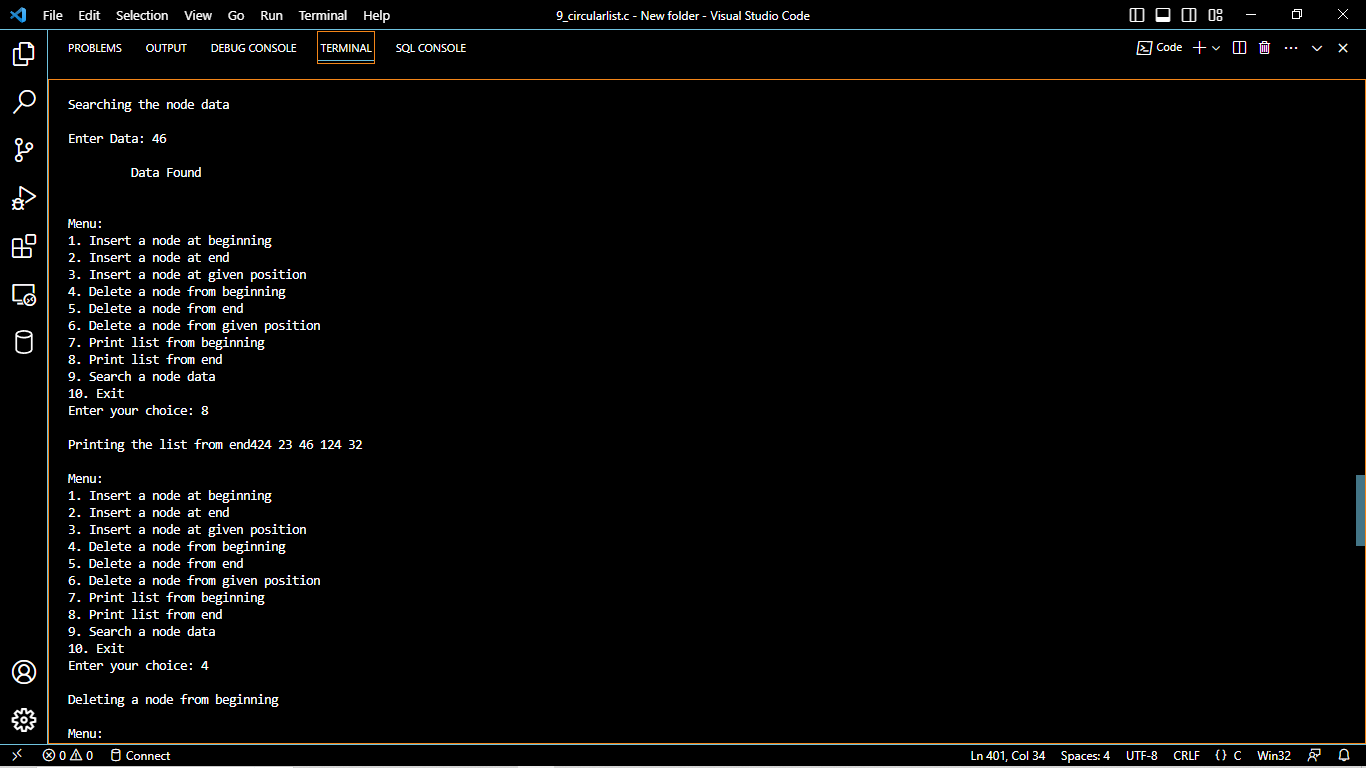 File Edit Selection View Go Run Terminal Help 9_circularlist.c - New folder - Visual Studio Code
PROBLEMS OUTPUT DEBUG CONSOLE TERMINAL SQL CONSOLE Code
Searching the node data
Enter Data: 46
Data Found
Menu:
1. Insert a node at beginning
2. Insert a node at end
3. Insert a node at given position
4. Delete a node from beginning
5. Delete a node from end
6. Delete a node from given position
7. Print list from beginning
8. Print list from end
9. Search a node data
10. Exit
Enter your choice: 8
Printing the list from end424 23 46 124 32
Menu:
1. Insert a node at beginning
2. Insert a node at end
3. Insert a node at given position
4. Delete a node from beginning
5. Delete a node from end
6. Delete a node from given position
7. Print list from beginning
8. Print list from end
9. Search a node data
10. Exit
Enter your choice: 4
Deleting a node from beginning
Menu:
0 0 Connect Ln 401, Col 34 Spaces: 4 UTF-8 CRLF {} C Win32